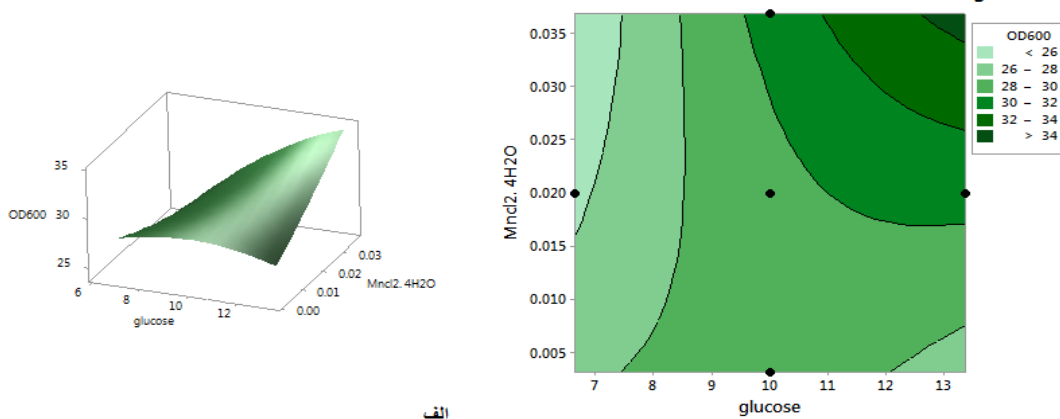 35
30
25
OD600
6
8
10
12
glucose
0.00
0.01
0.02
0.03
Mncl2. 4H2O
الف
0.035
0.030
0.025
0.020
0.015
0.010
0.005
Mncl2. 4H2O
7 8 9 10 11 12 13
glucose
OD600
< 26
26 – 28
28 – 30
30 – 32
32 – 34
> 34